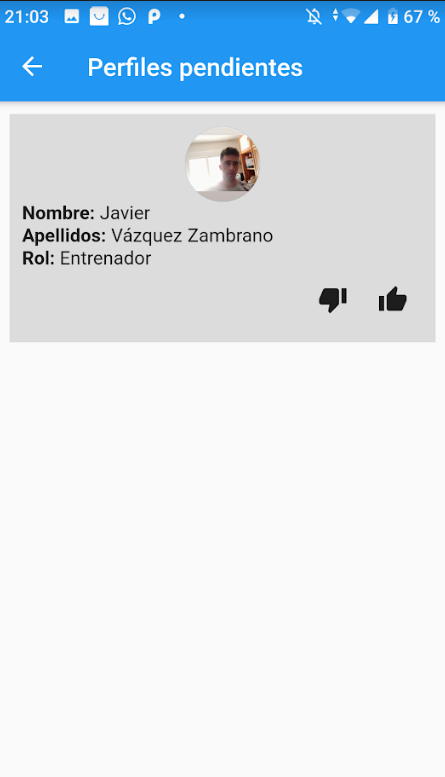 21:03 67 %
Perfiles pendientes
Nombre: Javier
Apellidos: Vázquez Zambrano
Rol: Entrenador